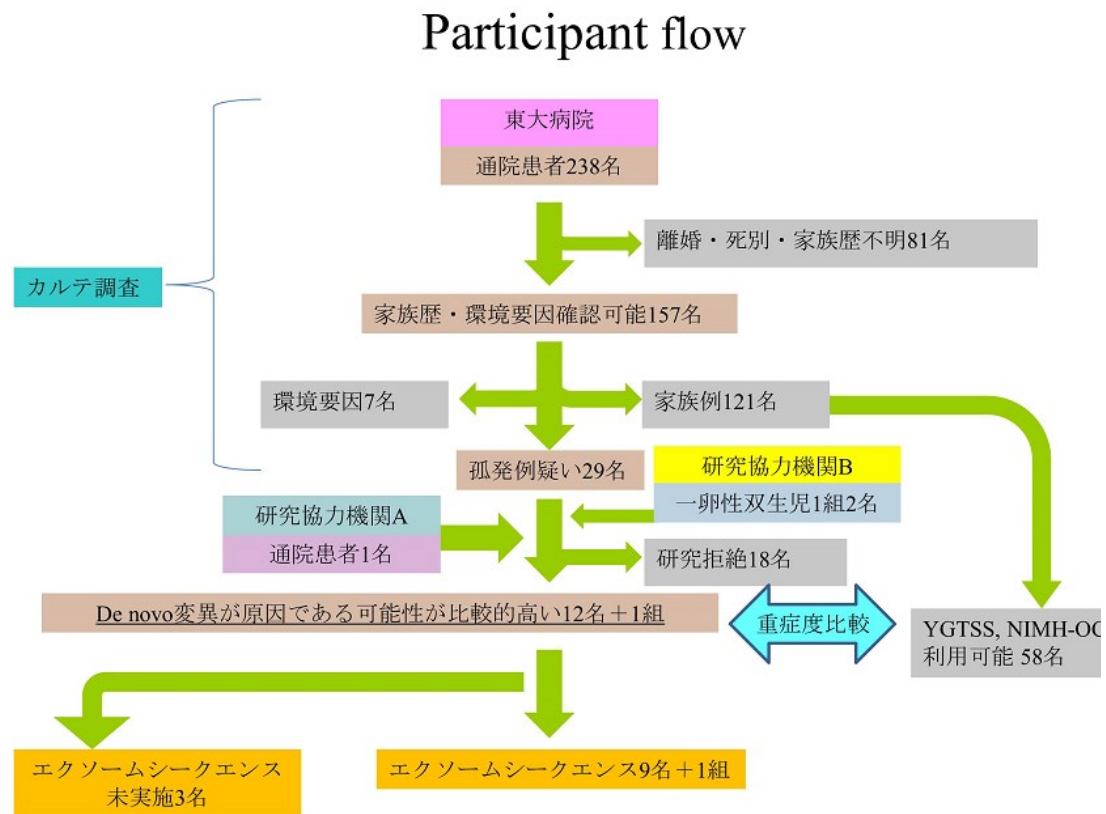 Participant flow
東大病院
通院患者238名
離婚・死別・家族歴不明81名
カルテ調査
家族歴・環境要因確認可能157名
環境要因7名
家族例121名
孤発例疑い29名
研究協力機関B
一卵性双生児1組2名
研究協力機関A
通院患者1名
研究拒絶18名
De novo変異が原因である可能性が比較的高い12名＋1組
重症度比較
YGTSS, NIMH-OC
利用可能 58名
エクソームシークエンス
未実施3名
エクソームシークエンス9名＋1組